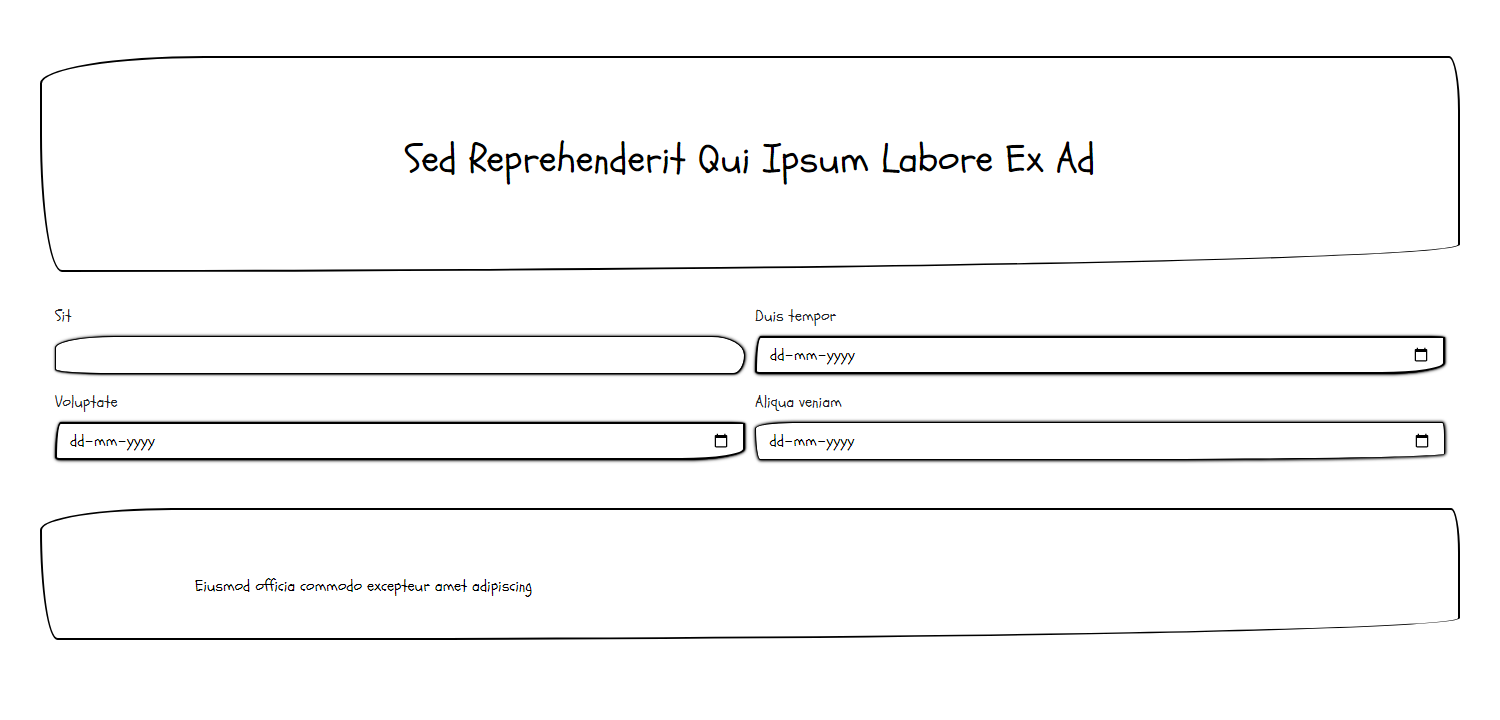 Sed Reprehenderit Qui Ipsum Labore Ex Ad
Sit
Duis tempor
dd-mm-yyyy
Voluptate
dd-mm-yyyy
Aliqua veniam
dd-mm-yyyy
Eiusmod officia commodo excepteur amet adipiscing